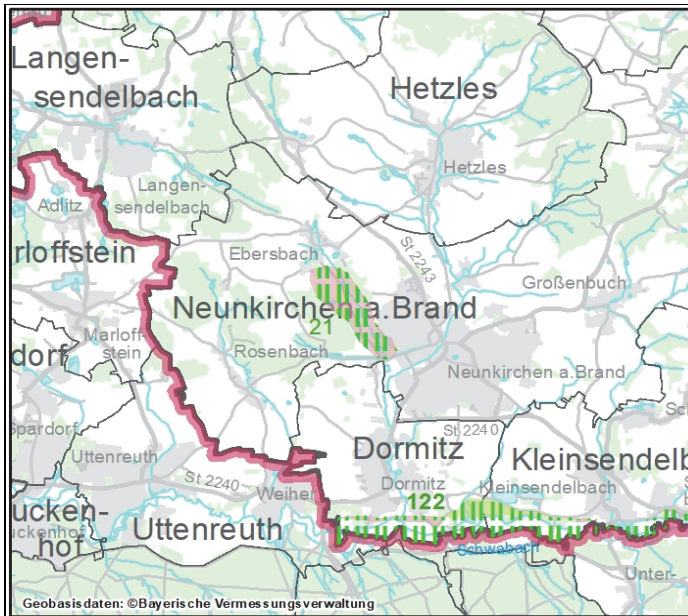 Langen-
sendelbach
Hetzles
Hetzles
Langen-
sendelbach
Adlitz
rloffstein
Ebersbach
St 2243
Großenbuch
Neunkirchen a.Brand
21
Marloff
stein
dorf
Rosenbach
Neunkirchen a.Brand
Spardorf
Uttenreuth
St 2240
Dormitz
St 2240
Kleinsendelb
Weiher
Dormitz
Kleinsendelbach
122
ucken-
hof
uckenhof
Uttenreuth
Schwabach
Unter-
Geobasisdaten: ©Bayerische Vermessungsverwaltung